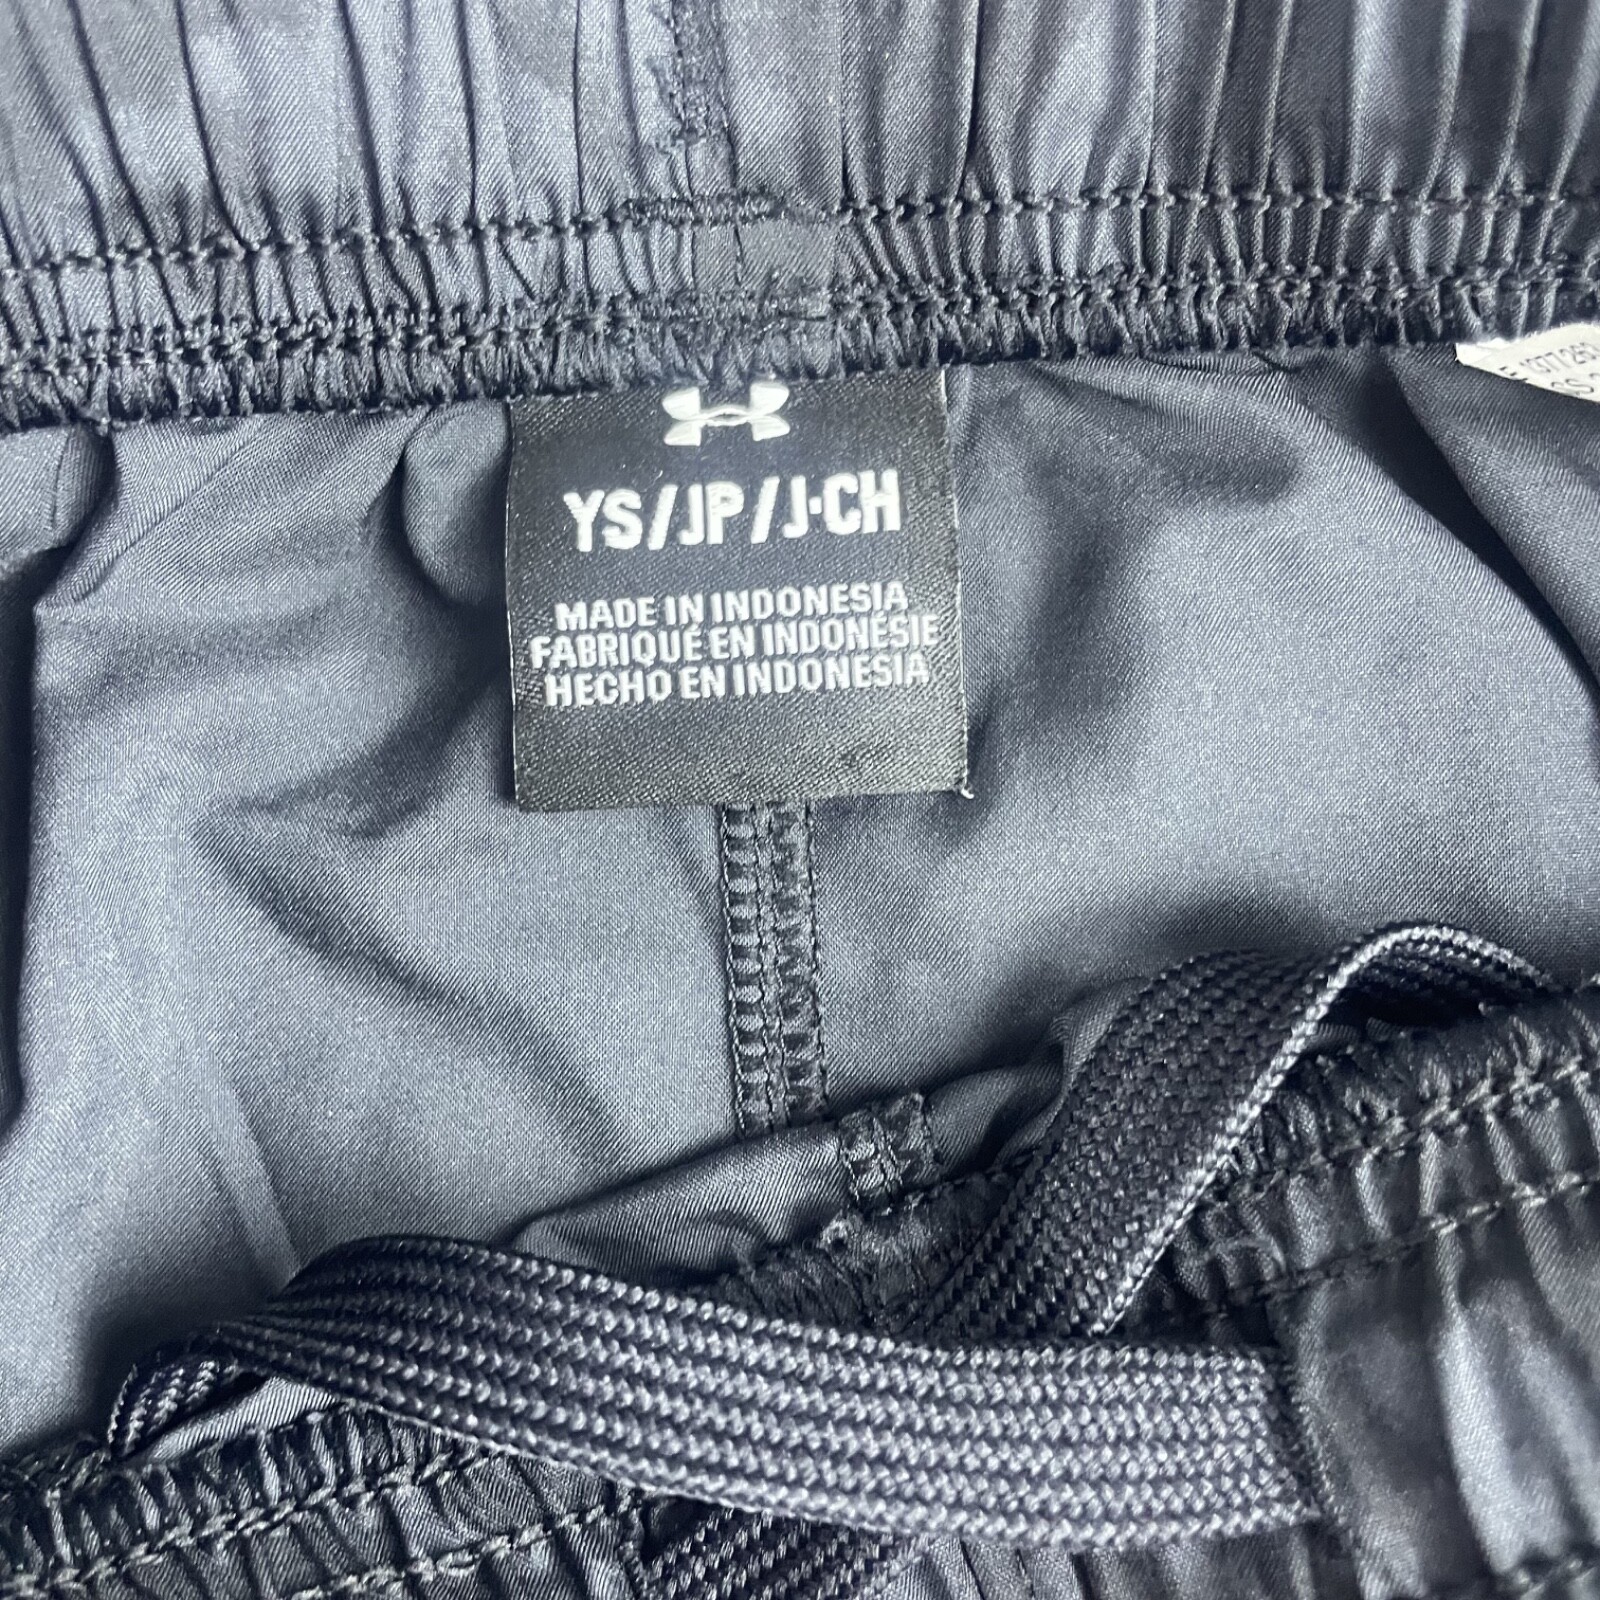 YS/JP/J·CH
MADE IN INDONESIA
FABRIQUÉ EN INDONÉSIE
HECHO EN INDONESIA